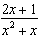 2x + 1
x² + x